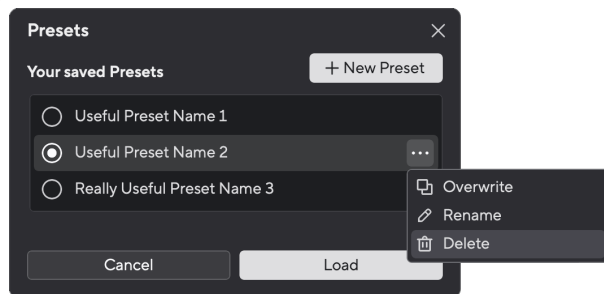 Presets
Your saved Presets
+ New Preset
Useful Preset Name 1
Useful Preset Name 2
...
Really Useful Preset Name 3
Overwrite
Rename
Delete
Cancel
Load